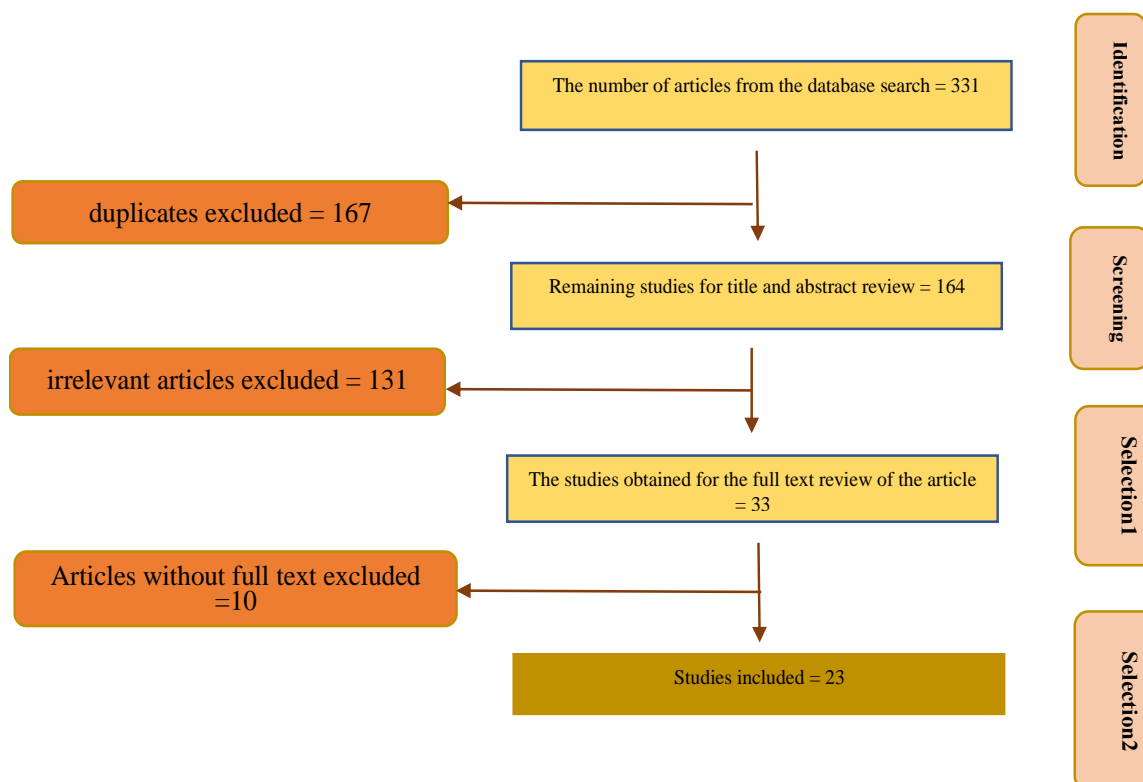 The number of articles from the database search = 331
Identification
duplicates excluded = 167
Remaining studies for title and abstract review = 164
Screening
irrelevant articles excluded = 131
The studies obtained for the full text review of the article
= 33
Selection1
Articles without full text excluded
=10
Studies included = 23
Selection2